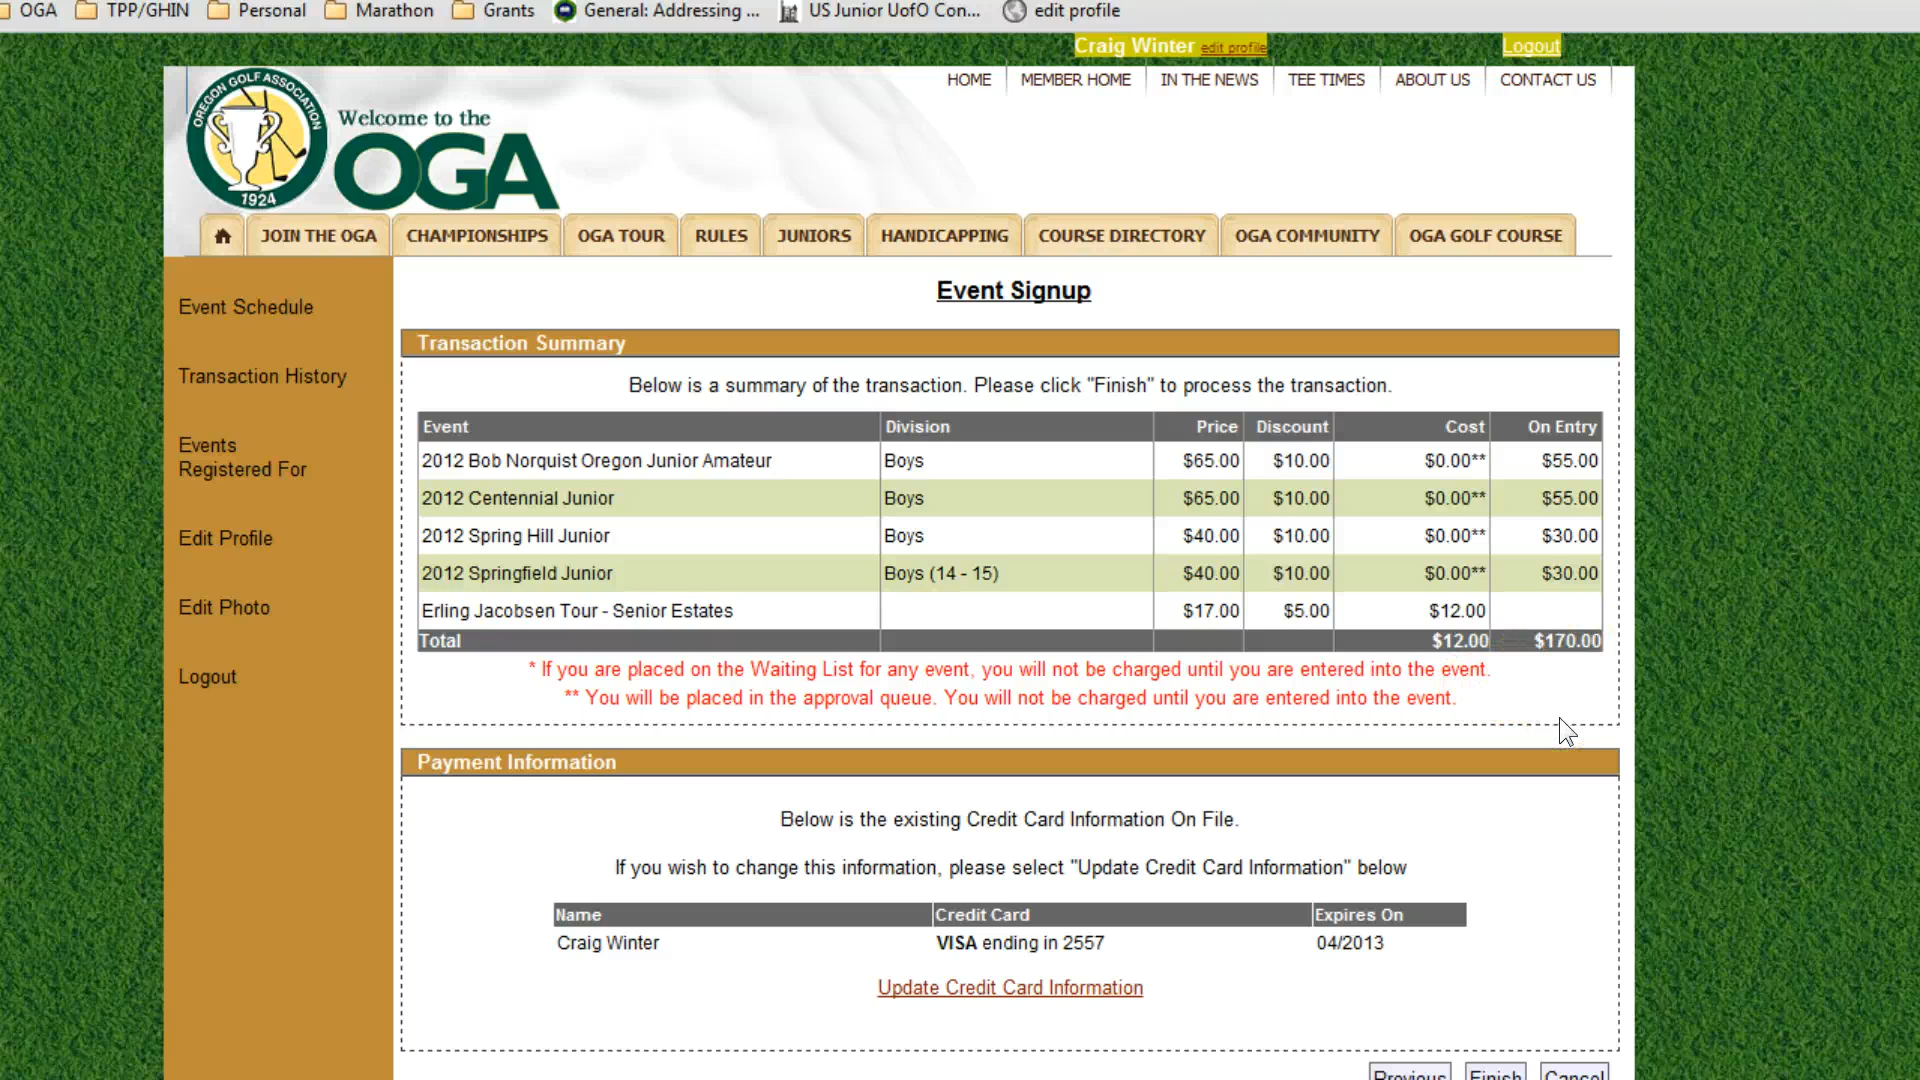 OGA TPP/GHIN Personal Marathon Grants General: Addressing ... US Junior UofO Con... edit profile
Craig Winter edit profile Logout
HOME MEMBER HOME IN THE NEWS TEE TIMES ABOUT US CONTACT US
OREGON GOLF ASSOCIATION
1924
Welcome to the
OGA
JOIN THE OGA CHAMPIONSHIPS OGA TOUR RULES JUNIORS HANDICAPPING COURSE DIRECTORY OGA COMMUNITY OGA GOLF COURSE
Event Schedule
Transaction History
Events
Registered For
Edit Profile
Edit Photo
Logout
Event Signup
Transaction Summary
Below is a summary of the transaction. Please click "Finish" to process the transaction.
Event Division Price Discount Cost On Entry
2012 Bob Norquist Oregon Junior Amateur Boys $65.00 $10.00 $0.00** $55.00
2012 Centennial Junior Boys $65.00 $10.00 $0.00** $55.00
2012 Spring Hill Junior Boys $40.00 $10.00 $0.00** $30.00
2012 Springfield Junior Boys (14 - 15) $40.00 $10.00 $0.00** $30.00
Erling Jacobsen Tour - Senior Estates $17.00 $5.00 $12.00
Total $12.00 $170.00
* If you are placed on the Waiting List for any event, you will not be charged until you are entered into the event.
** You will be placed in the approval queue. You will not be charged until you are entered into the event.
Payment Information
Below is the existing Credit Card Information On File.
If you wish to change this information, please select "Update Credit Card Information" below
Name Credit Card Expires On
Craig Winter VISA ending in 2557 04/2013
Update Credit Card Information
Previous Finish Cancel